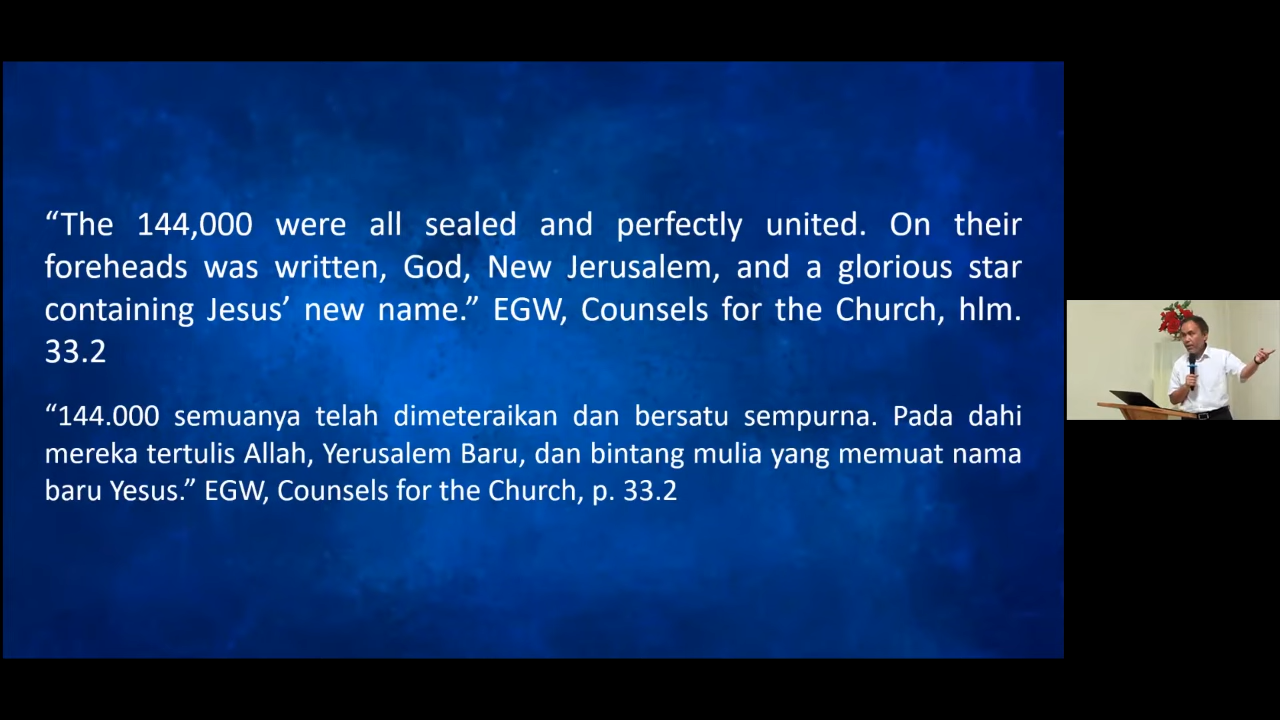 “The 144,000 were all sealed and perfectly united. On their
foreheads was written, God, New Jerusalem, and a glorious star
containing Jesus’ new name.” EGW, Counsels for the Church, hlm.
33.2
“144.000 semuanya telah dimeteraikan dan bersatu sempurna. Pada dahi
mereka tertulis Allah, Yerusalem Baru, dan bintang mulia yang memuat nama
baru Yesus.” EGW, Counsels for the Church, p. 33.2